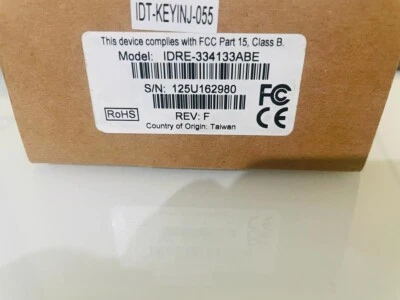 IDT-KEYINJ-055
This device complies with FCC Part 15, Class B.
Model: IDRE-334133ABE
S/N: 125U162980
FC
CE
RoHS
REV: F
Country of Origin: Taiwan